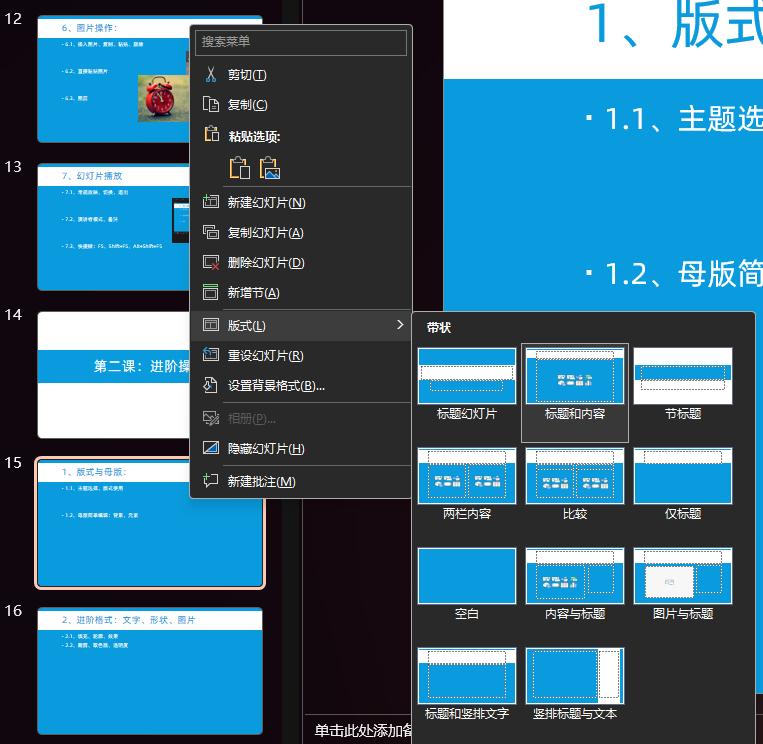 12
6、图片操作：
- 6.1、插入图片、复制、粘贴、删除
- 6.2、直接粘贴图片
- 6.3、图层
13
7、幻灯片播放
- 7.1、常规放映、切换、退出
- 7.2、演讲者模式、备注
- 7.3、快捷键：F5、Shift+F5、Alt+Shift+F5
14
第二课：进阶操
15
1、版式与母版：
- 1.1、主题选择、版式使用
- 1.2、母版简单编辑：背景、元素
16
2、进阶格式：文字、形状、图片
- 2.1、填充、轮廓、效果
- 2.2、裁剪、取色器、透明度
搜索菜单
剪切(T)
复制(C)
粘贴选项:
新建幻灯片(N)
复制幻灯片(A)
删除幻灯片(D)
新增节(A)
版式(L)
重设幻灯片(R)
设置背景格式(B)...
相册(P)...
隐藏幻灯片(H)
新建批注(M)
1、版式
· 1.1、主题选
· 1.2、母版简
带状
标题幻灯片
标题和内容
节标题
两栏内容
比较
仅标题
空白
内容与标题
图片与标题
标题和竖排文字
竖排标题与文本
单击此处添加备